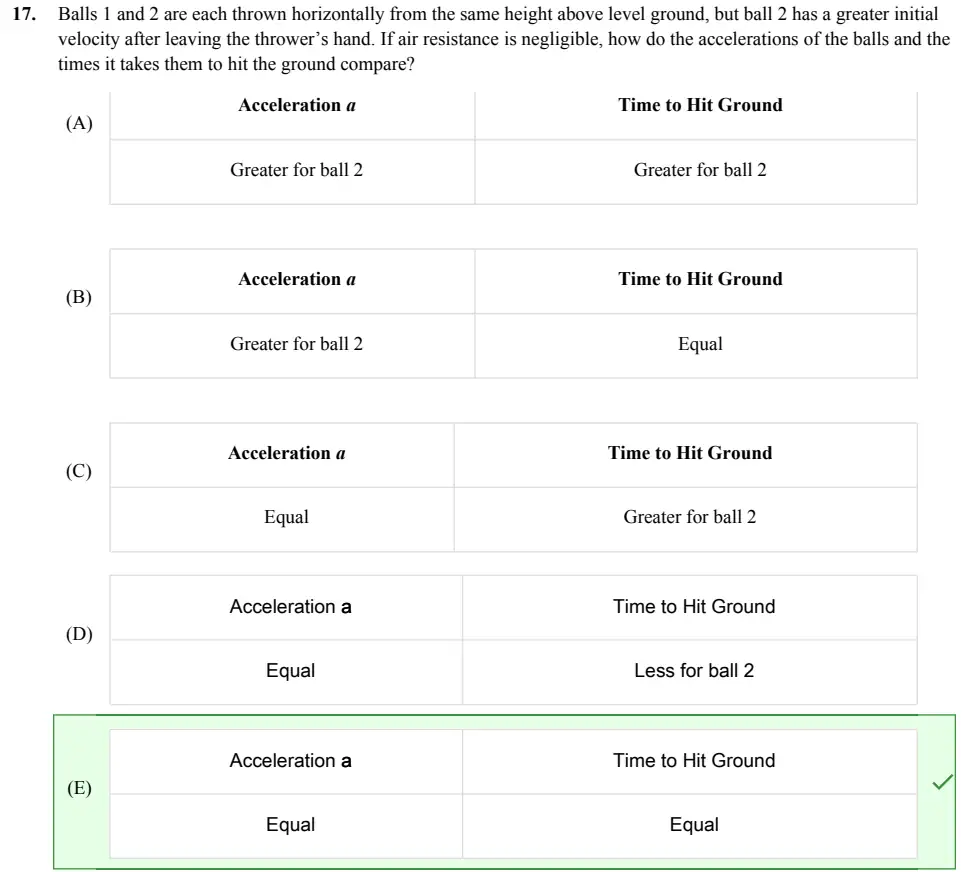 17. Balls 1 and 2 are each thrown horizontally from the same height above level ground, but ball 2 has a greater initial
velocity after leaving the thrower’s hand. If air resistance is negligible, how do the accelerations of the balls and the
times it takes them to hit the ground compare?
(A)
Acceleration a Time to Hit Ground
Greater for ball 2 Greater for ball 2
(B)
Acceleration a Time to Hit Ground
Greater for ball 2 Equal
(C)
Acceleration a Time to Hit Ground
Equal Greater for ball 2
(D)
Acceleration a Time to Hit Ground
Equal Less for ball 2
(E)
Acceleration a Time to Hit Ground
Equal Equal